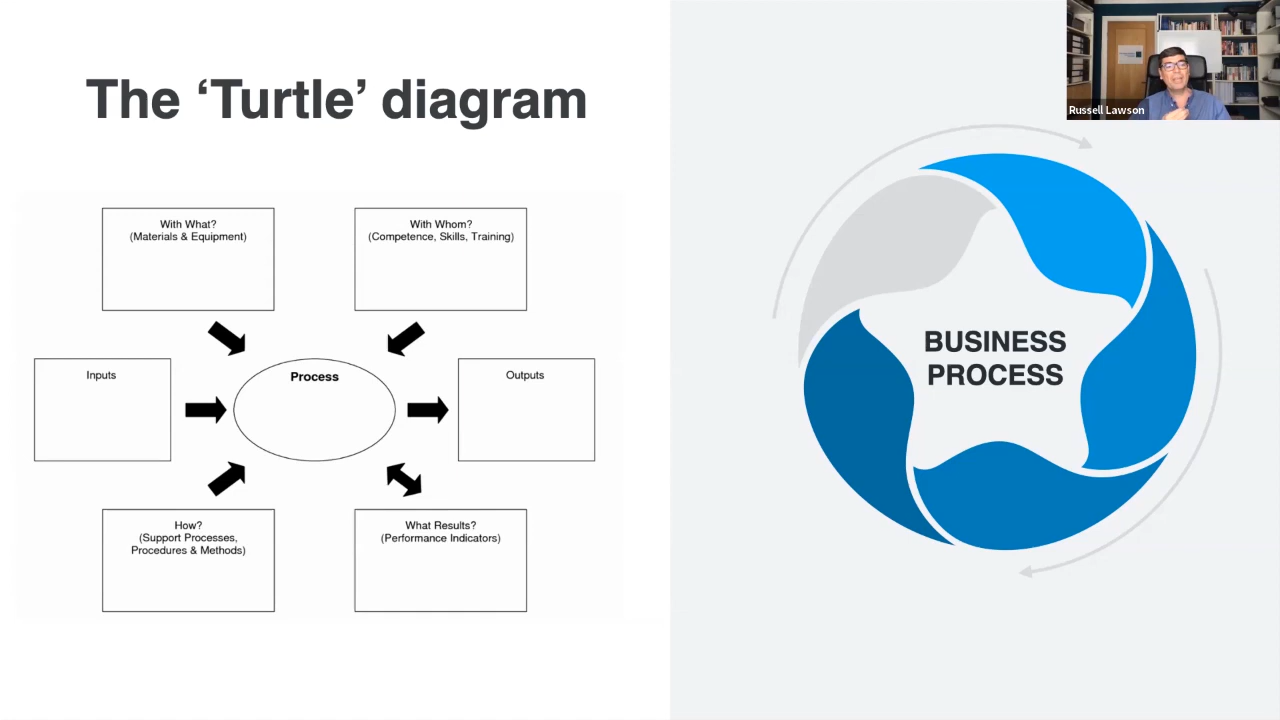 The ‘Turtle’ diagram
With What?
(Materials & Equipment)
With Whom?
(Competence, Skills, Training)
Inputs
Process
Outputs
How?
(Support Processes,
Procedures & Methods)
What Results?
(Performance Indicators)
BUSINESS
PROCESS
Russell Lawson